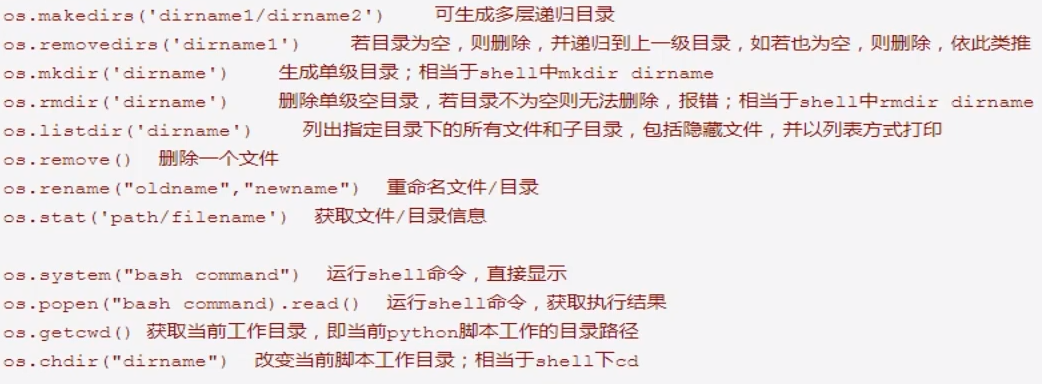 os.makedirs('dirname1/dirname2')    可生成多层递归目录
os.removedirs('dirname1')    若目录为空，则删除，并递归到上一级目录，如若也为空，则删除，依此类推
os.mkdir('dirname')    生成单级目录；相当于shell中mkdir dirname
os.rmdir('dirname')    删除单级空目录，若目录不为空则无法删除，报错；相当于shell中rmdir dirname
os.listdir('dirname')    列出指定目录下的所有文件和子目录，包括隐藏文件，并以列表方式打印
os.remove()  删除一个文件
os.rename("oldname","newname")  重命名文件/目录
os.stat('path/filename')  获取文件/目录信息
os.system("bash command")  运行shell命令，直接显示
os.popen("bash command).read()  运行shell命令，获取执行结果
os.getcwd() 获取当前工作目录，即当前python脚本工作的目录路径
os.chdir("dirname")  改变当前脚本工作目录；相当于shell下cd